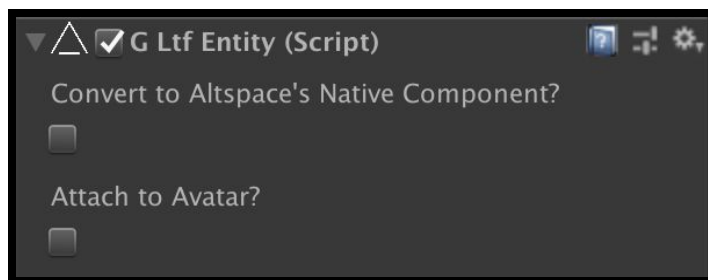 G Ltf Entity (Script)
Convert to Altspace's Native Component?
Attach to Avatar?